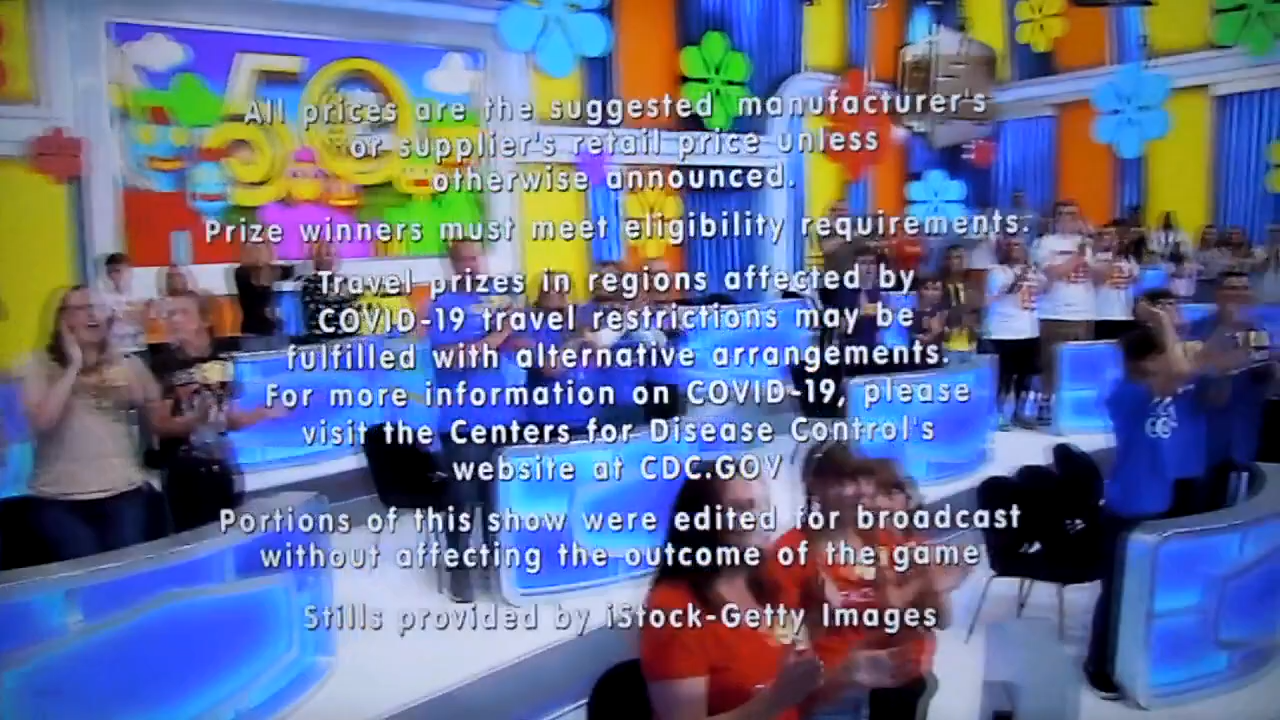 50
All prices are the suggested manufacturer's
or supplier's retail price unless
otherwise announced.
Prize winners must meet eligibility requirements.
Travel prizes in regions affected by
COVID-19 travel restrictions may be
fulfilled with alternative arrangements.
For more information on COVID-19, please
visit the Centers for Disease Control's
website at CDC.GOV
Portions of this show were edited for broadcast
without affecting the outcome of the game
Stills provided by iStock-Getty Images